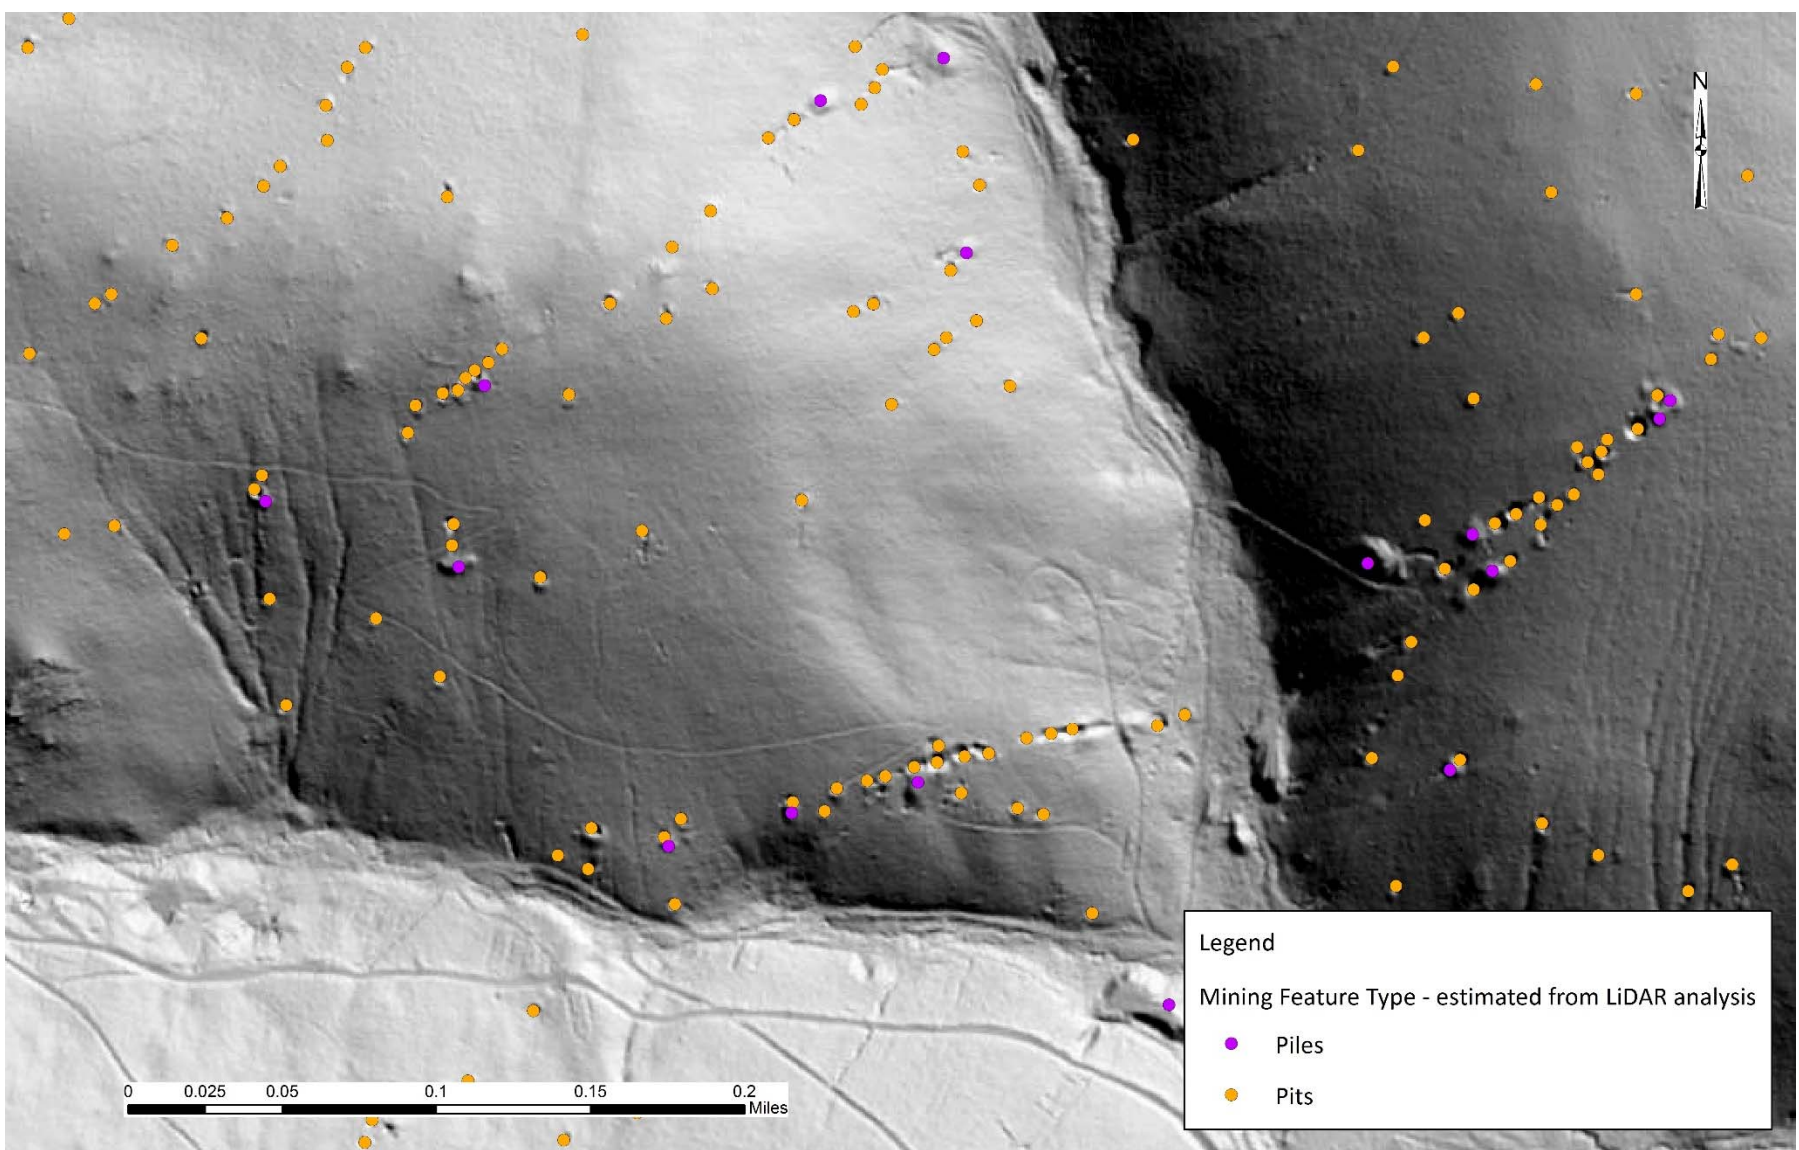 N
Legend
Mining Feature Type - estimated from LiDAR analysis
Piles
Pits
0 0.025 0.05 0.1 0.15 0.2
Miles